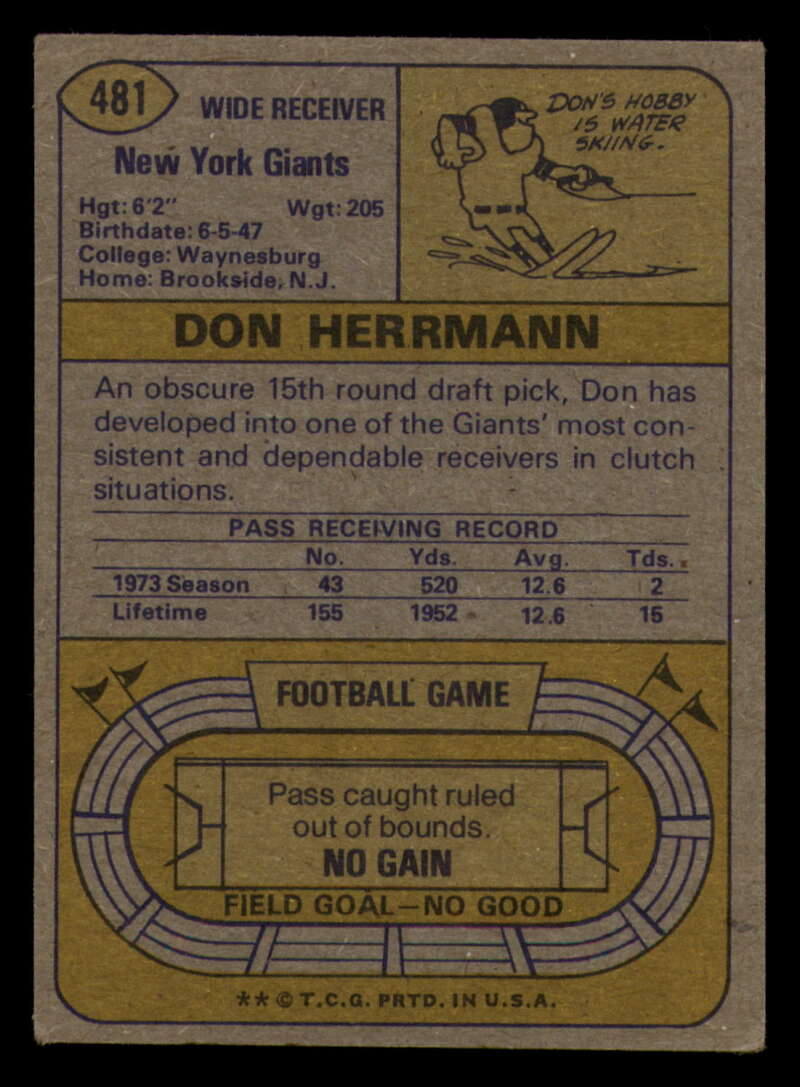 481
WIDE RECEIVER
New York Giants
Hgt: 6'2" Wgt: 205
Birthdate: 6-5-47
College: Waynesburg
Home: Brookside, N.J.
DON'S HOBBY
IS WATER
SKIING.
DON HERRMANN
An obscure 15th round draft pick, Don has
developed into one of the Giants' most con-
sistent and dependable receivers in clutch
situations.
PASS RECEIVING RECORD
No. Yds. Avg. Tds.
1973 Season 43 520 12.6 2
Lifetime 155 1952 12.6 15
FOOTBALL GAME
Pass caught ruled
out of bounds.
NO GAIN
FIELD GOAL—NO GOOD
** © T.C.G. PRTD. IN U.S.A.